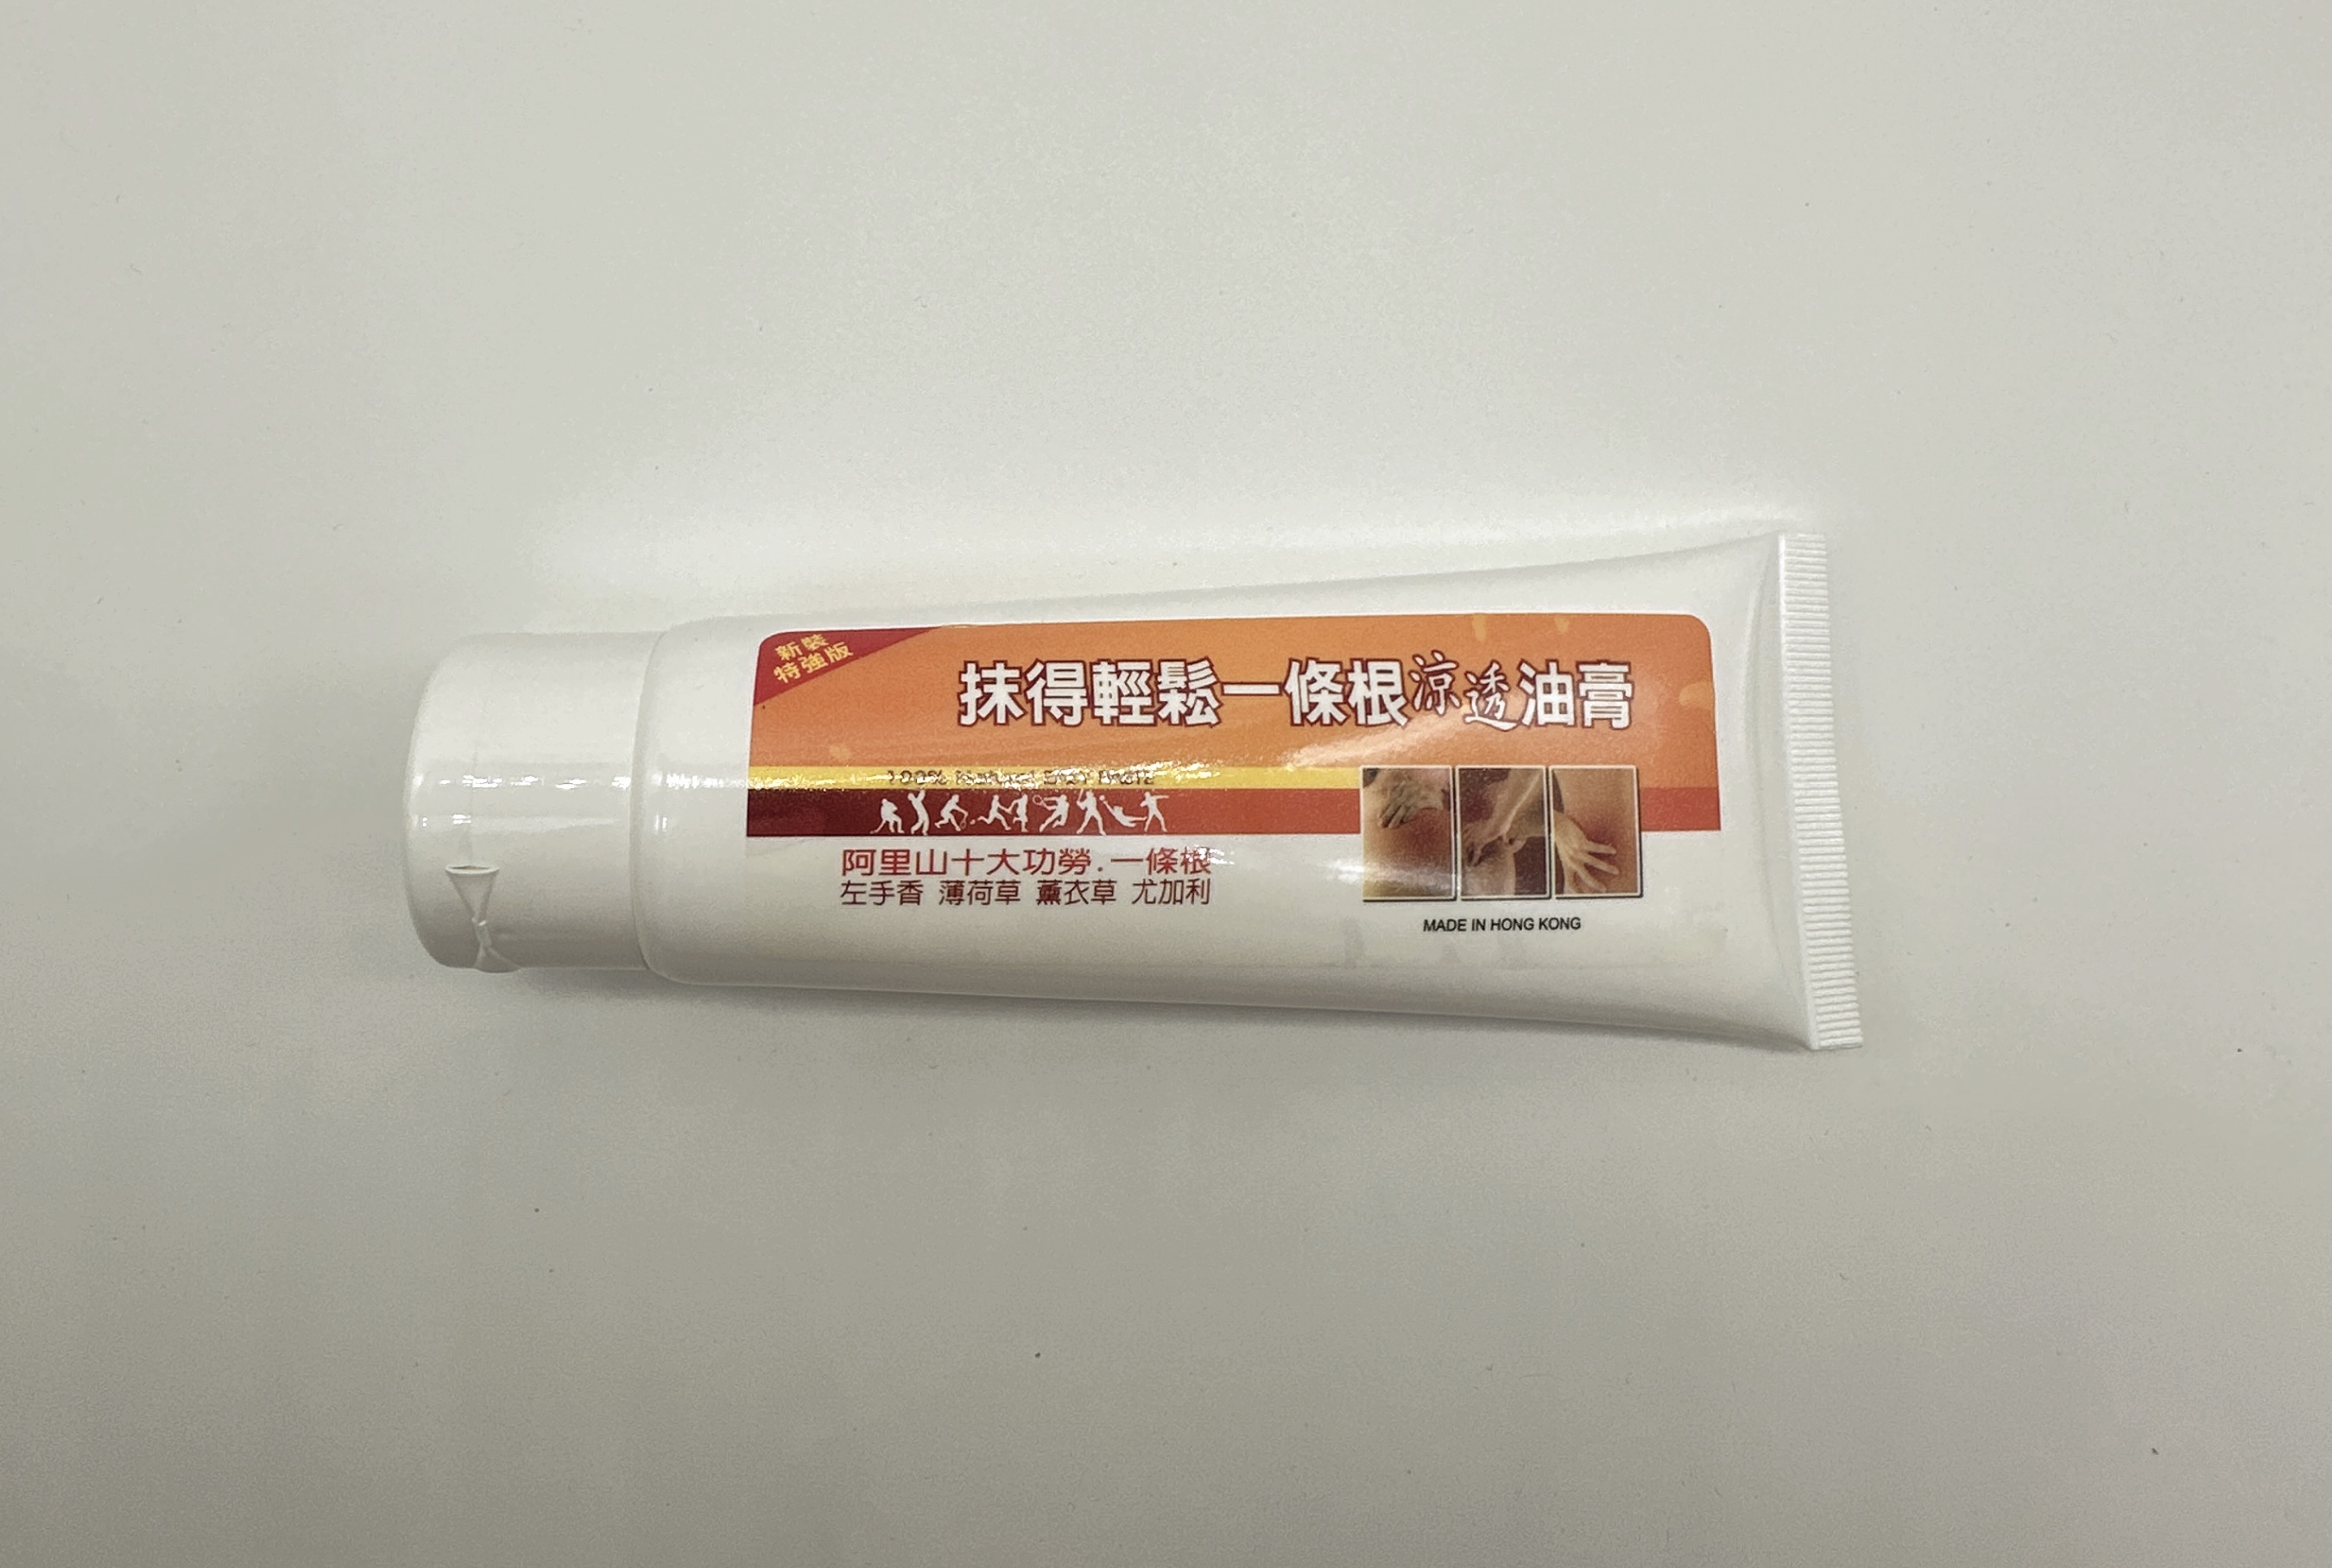 新裝
特強版
抹得輕鬆一條根涼透油膏
100%
阿里山十大功勞.一條根
左手香 薄荷草 薰衣草 尤加利
MADE IN HONG KONG